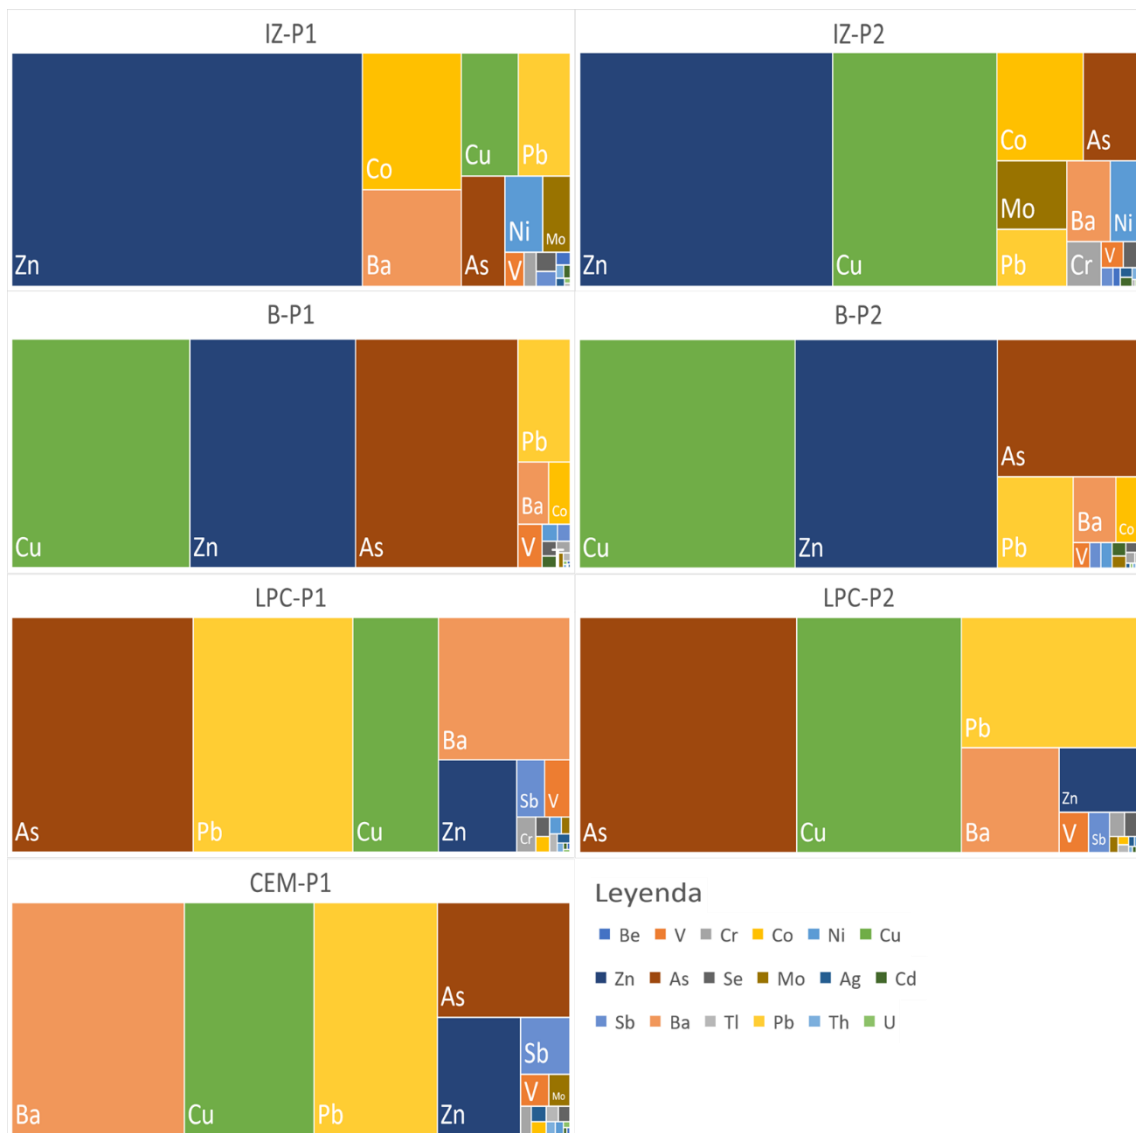 IZ-P1
Zn
Co
Ba
Cu
Pb
As
Ni
Mo
V
IZ-P2
Zn
Cu
Co
As
Mo
Ba
Ni
Pb
Cr
V
B-P1
Cu
Zn
As
Pb
Ba
Co
V
B-P2
Cu
Zn
As
Pb
Ba
Co
V
LPC-P1
As
Pb
Cu
Ba
Zn
Sb
V
Cr
LPC-P2
As
Cu
Pb
Ba
Zn
V
Sb
CEM-P1
Ba
Cu
Pb
As
Zn
Sb
V
Mo
Leyenda
Be V Cr Co Ni Cu
Zn As Se Mo Ag Cd
Sb Ba Tl Pb Th U